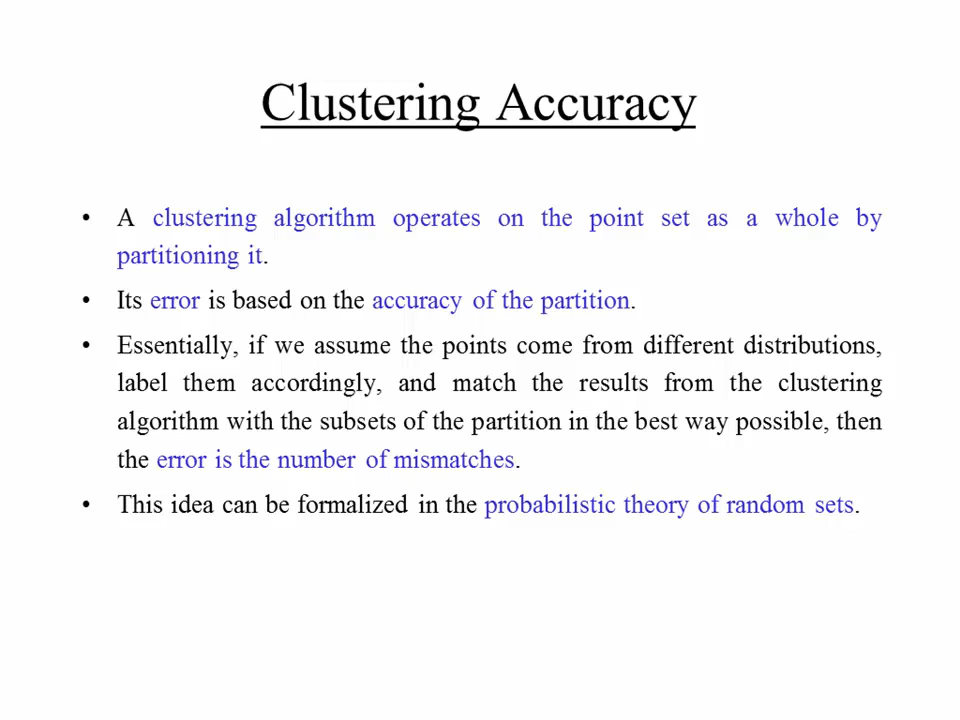 Clustering Accuracy
• A clustering algorithm operates on the point set as a whole by
partitioning it.
• Its error is based on the accuracy of the partition.
• Essentially, if we assume the points come from different distributions,
label them accordingly, and match the results from the clustering
algorithm with the subsets of the partition in the best way possible, then
the error is the number of mismatches.
• This idea can be formalized in the probabilistic theory of random sets.